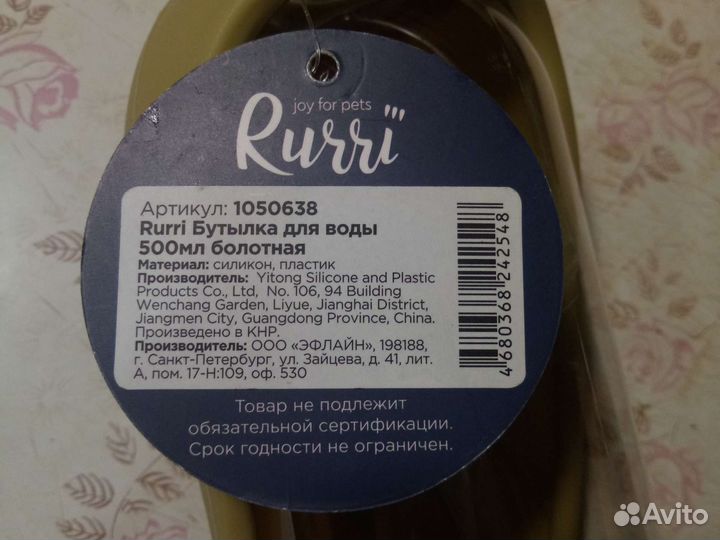 joy for pets
Rurri
Артикул: 1050638
Rurri Бутылка для воды
500мл болотная
Материал: силикон, пластик
Производитель: Yitong Silicone and Plastic
Products Co., Ltd, No. 106, 94 Building
Wenchang Garden, Liyue, Jianghai District,
Jiangmen City, Guangdong Province, China.
Произведено в КНР.
Производитель: ООО «ЭФЛАЙН», 198188,
г. Санкт-Петербург, ул. Зайцева, д. 41, лит.
А, пом. 17-Н:109, оф. 530
4680368242548
Товар не подлежит
обязательной сертификации.
Срок годности не ограничен.
Avito